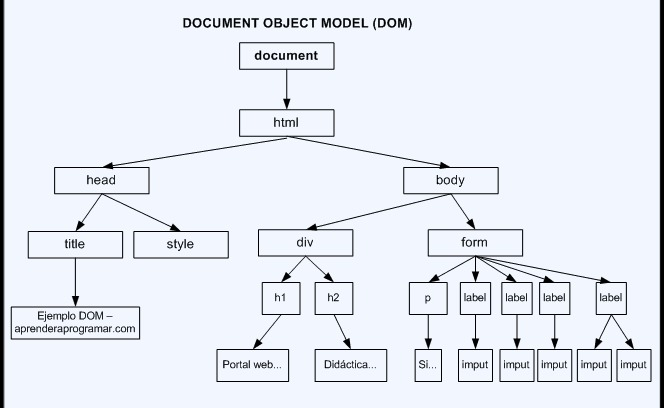 DOCUMENT OBJECT MODEL (DOM)
document
html
head
body
title
style
div
form
h1
h2
p
label
label
label
label
Ejemplo DOM –
aprenderaprogramar.com
Portal web...
Didáctica...
Si...
imput
imput
imput
imput
imput